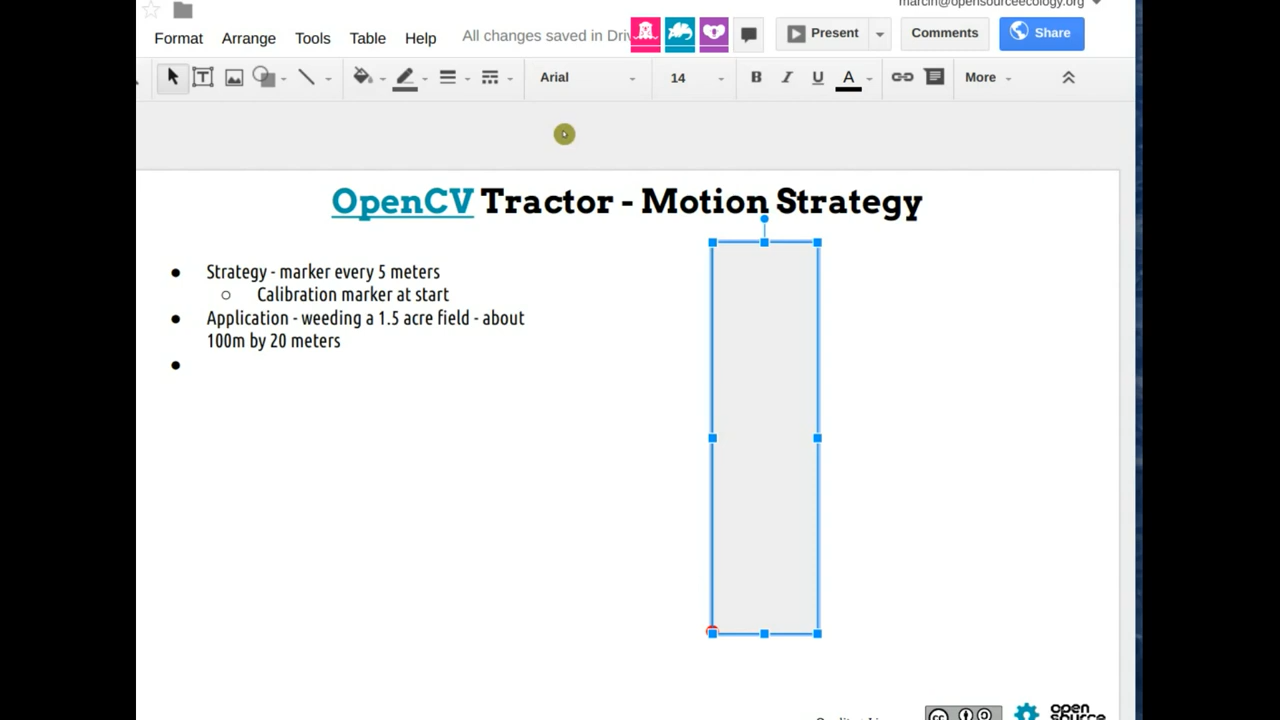 marcin@opensourceecology.org
Format Arrange Tools Table Help All changes saved in Driv Present Comments Share
Arial 14 B I U A More
OpenCV Tractor - Motion Strategy
Strategy - marker every 5 meters
Calibration marker at start
Application - weeding a 1.5 acre field - about
100m by 20 meters
open
source